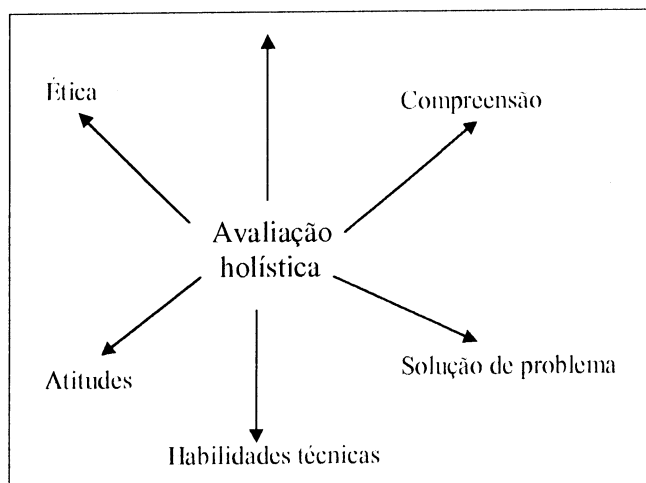 Ética
Compreensão
Avaliação
holística
Atitudes
Solução de problema
Habilidades técnicas